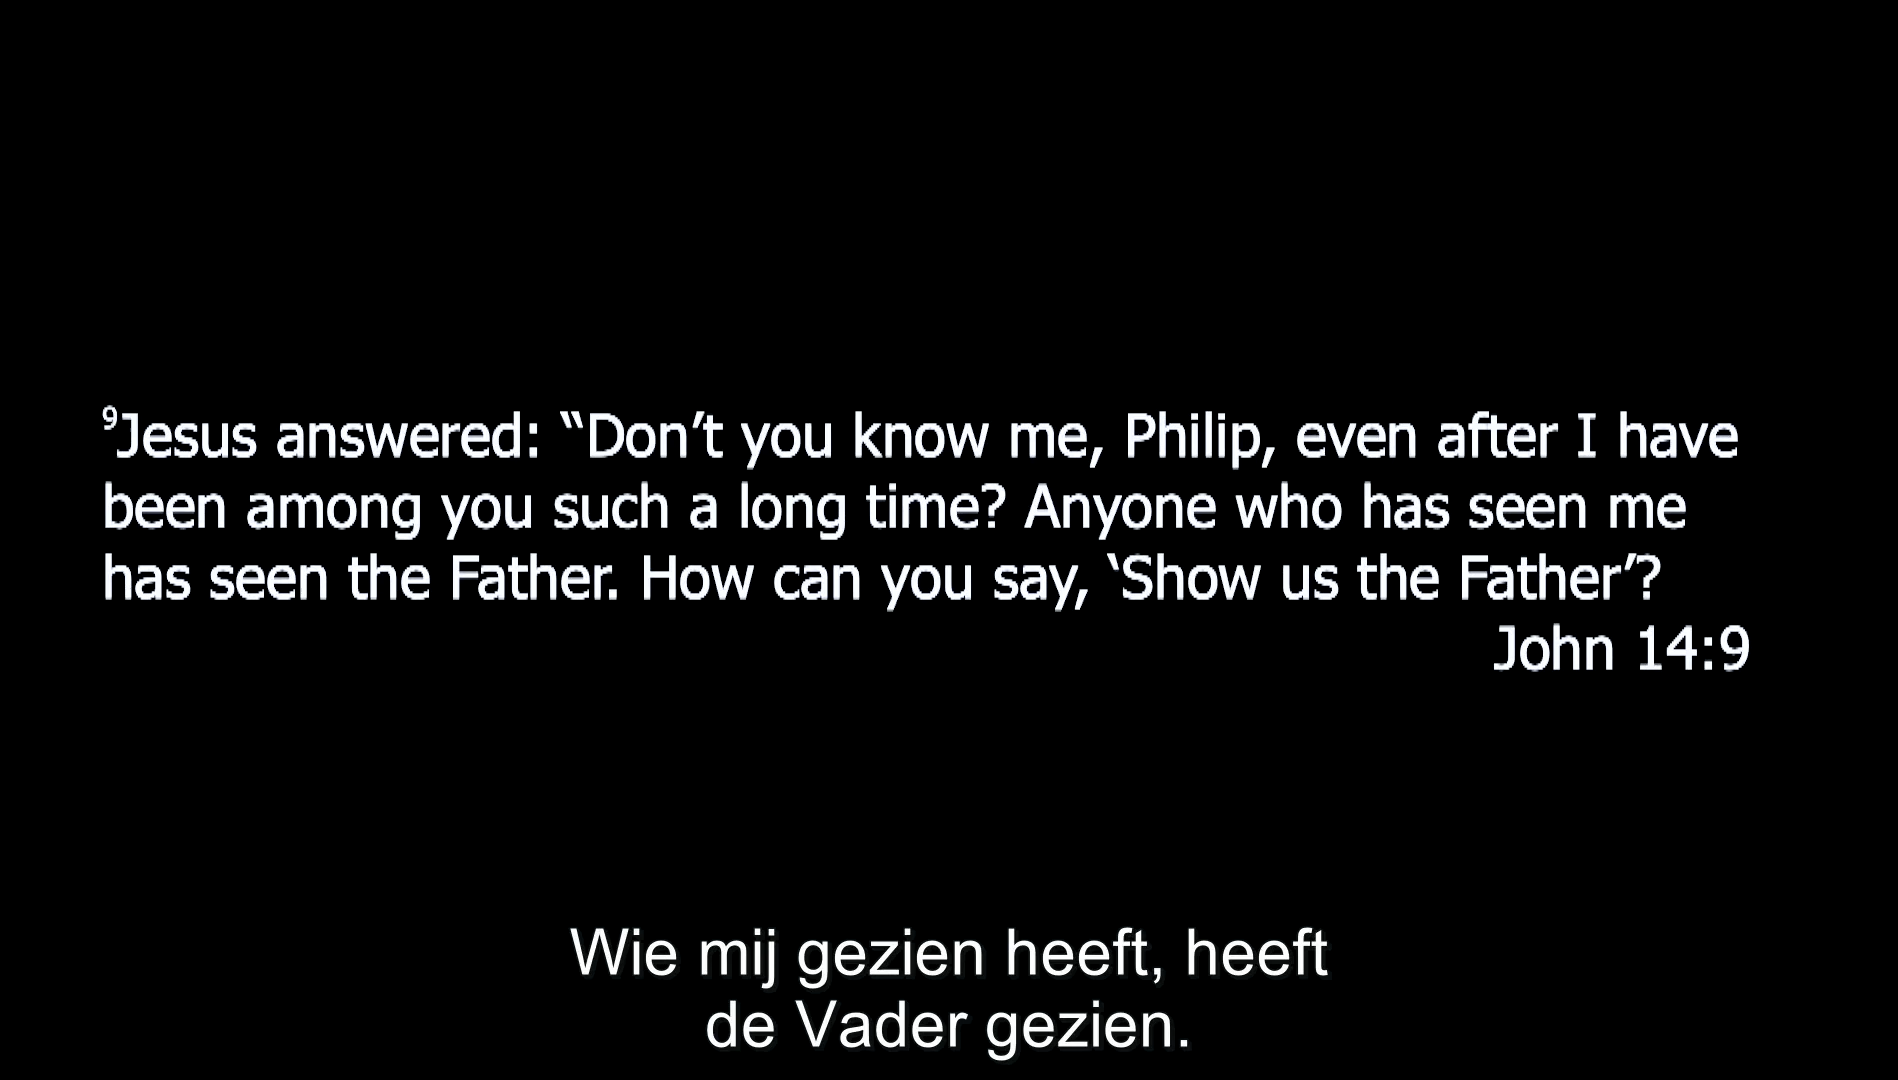 ⁹Jesus answered: “Don’t you know me, Philip, even after I have
been among you such a long time? Anyone who has seen me
has seen the Father. How can you say, ‘Show us the Father’?
John 14:9
Wie mij gezien heeft, heeft
de Vader gezien.